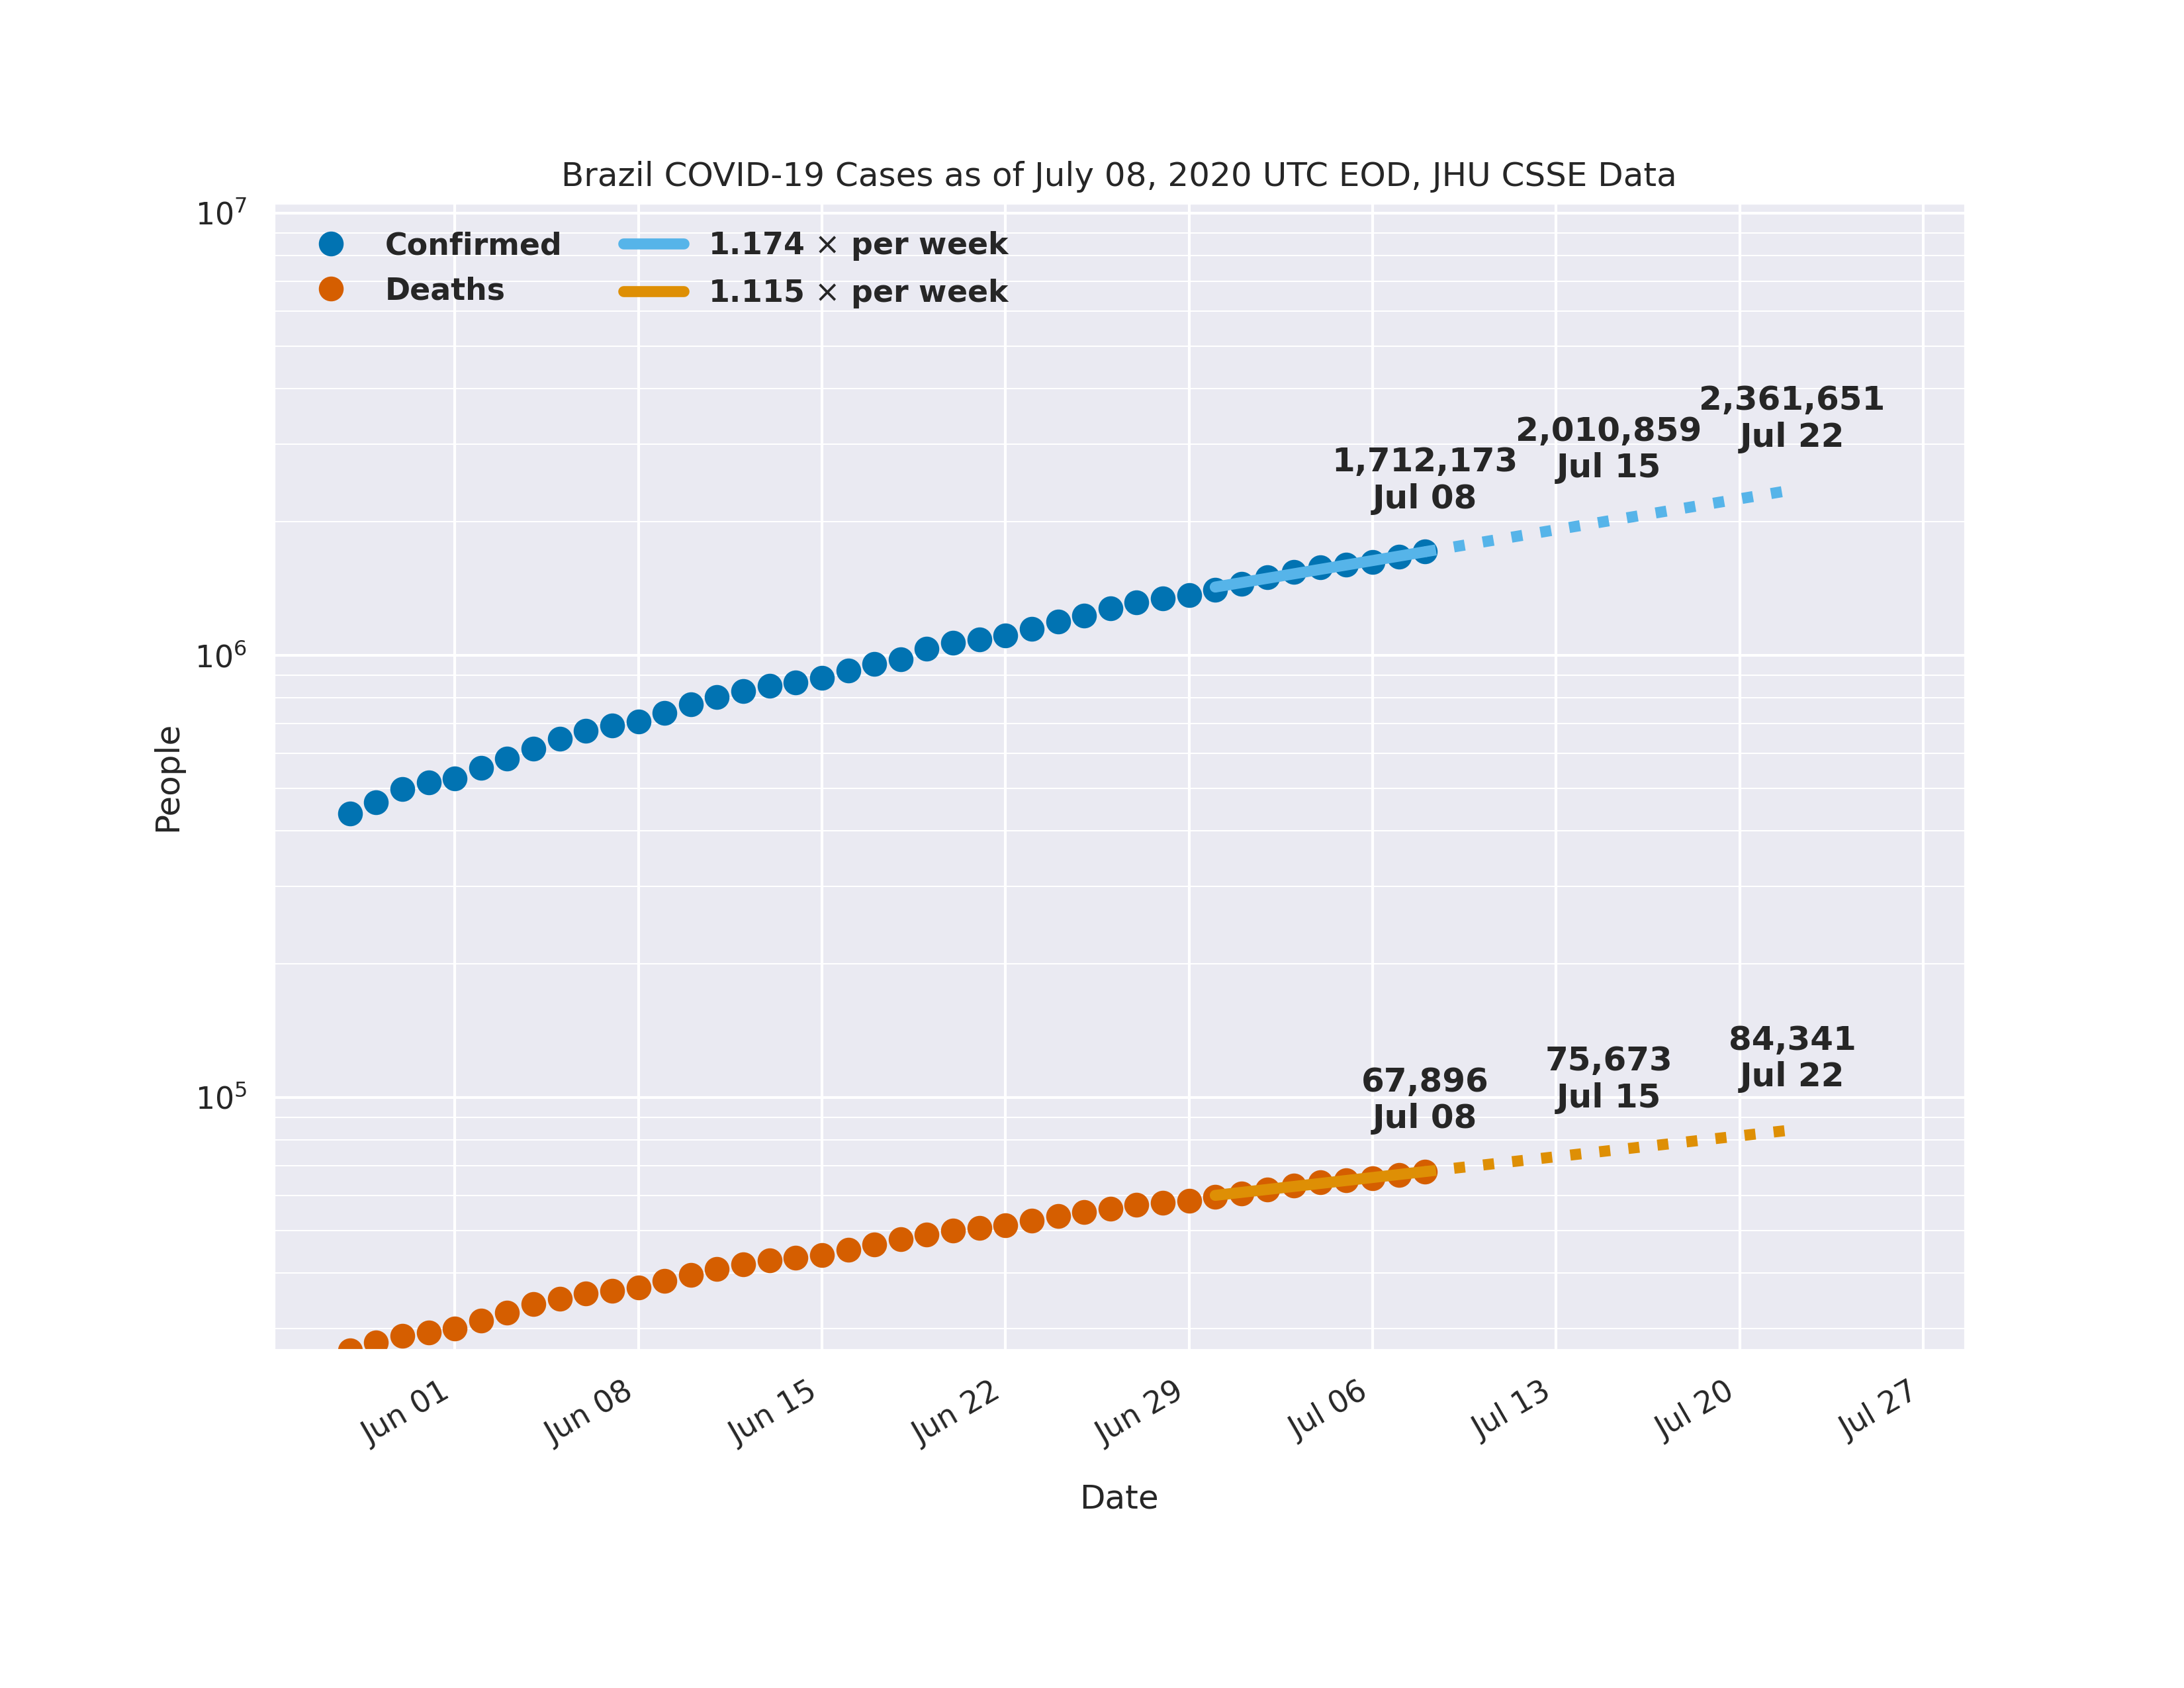 Brazil COVID-19 Cases as of July 08, 2020 UTC EOD, JHU CSSE Data
Confirmed
Deaths
1.174 × per week
1.115 × per week
10⁷
10⁶
10⁵
People
2,361,651
Jul 22
2,010,859
Jul 15
1,712,173
Jul 08
84,341
Jul 22
75,673
Jul 15
67,896
Jul 08
Jun 01
Jun 08
Jun 15
Jun 22
Jun 29
Jul 06
Jul 13
Jul 20
Jul 27
Date